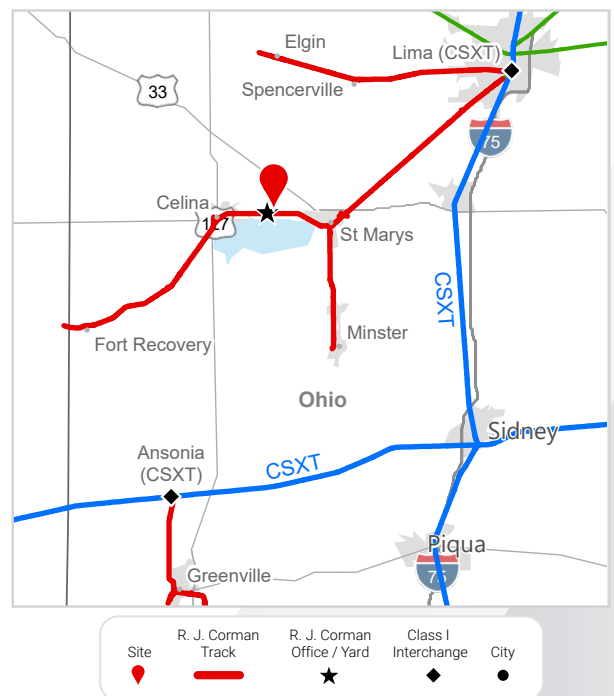 Elgin
Lima (CSXT)
Spencerville
33
75
Celina
127
St Marys
CSXT
Fort Recovery
Minster
Ohio
Sidney
Ansonia
(CSXT)
CSXT
Piqua
75
Greenville
Site
R. J. Corman
Track
R. J. Corman
Office / Yard
Class I
Interchange
City